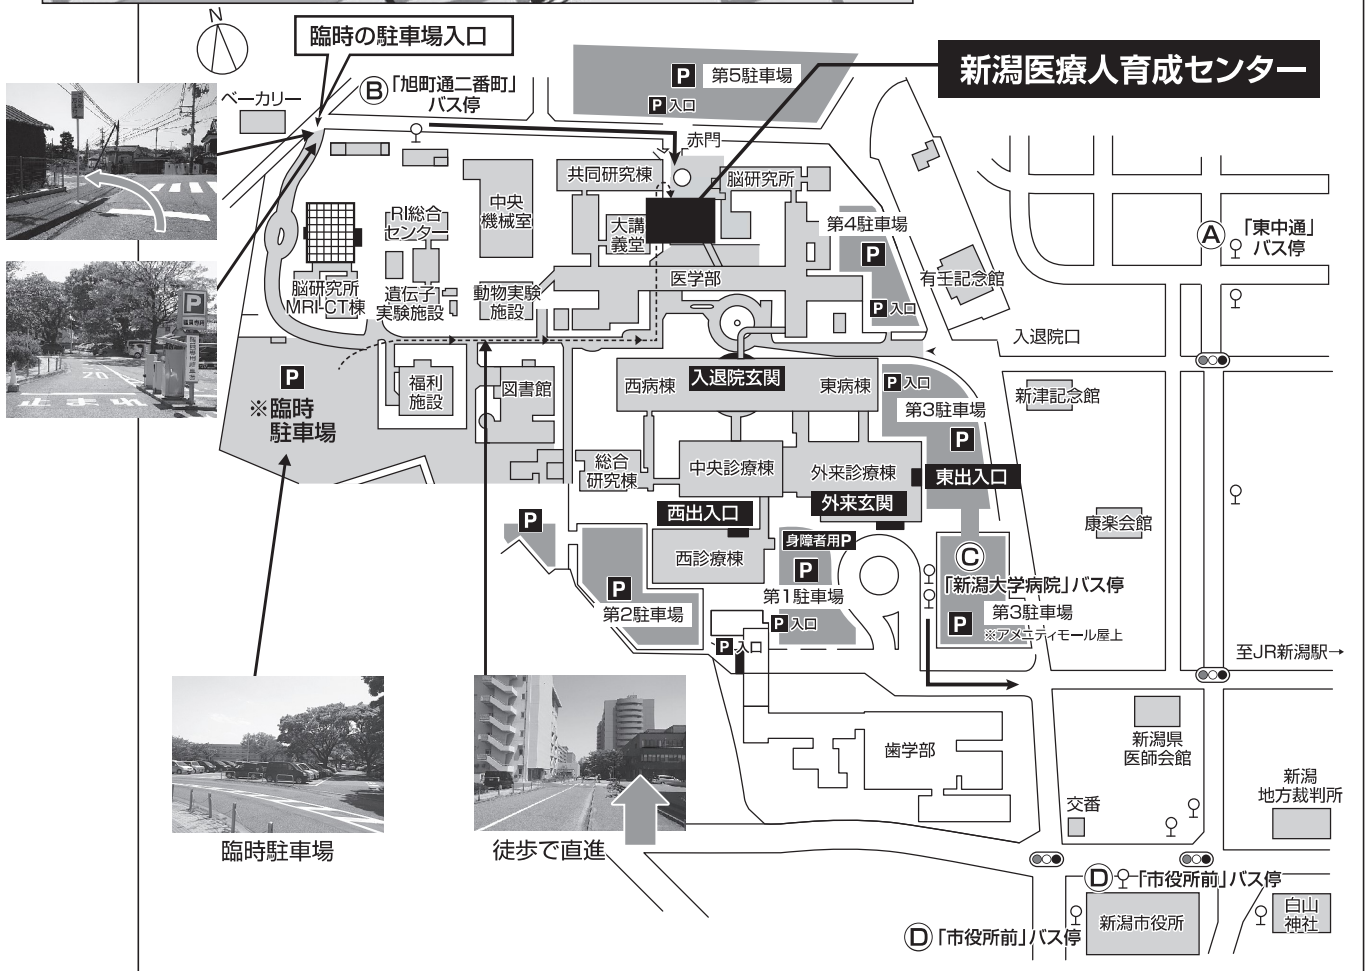 N
臨時の駐車場入口
新潟医療人育成センター
P 第5駐車場
P 入口
B 「旭町通二番町」
バス停
ベーカリー
赤門
共同研究棟
脳研究所
中央
機械室
RI総合
センター
大講
義堂
第4駐車場
P
P 入口
A 「東中通」
バス停
有壬記念館
医学部
脳研究所
MRI-CT棟
遺伝子
実験施設
動物実験
施設
入退院口
P
※臨時
駐車場
福利
施設
図書館
西病棟
入退院玄関
東病棟
P 入口
第3駐車場
P
新津記念館
総合
研究棟
中央診療棟
外来診療棟
東出入口
外来玄関
西出入口
P
身障者用P
康楽会館
西診療棟
P
第1駐車場
P 入口
C
「新潟大学病院」バス停
P 第3駐車場
※アメニティモール屋上
P
第2駐車場
P 入口
至JR新潟駅→
P
20
止まれ
歯学部
新潟県
医師会館
新潟
地方裁判所
交番
臨時駐車場
徒歩で直進
D 「市役所前」バス停
新潟市役所
白山
神社
D 「市役所前」バス停